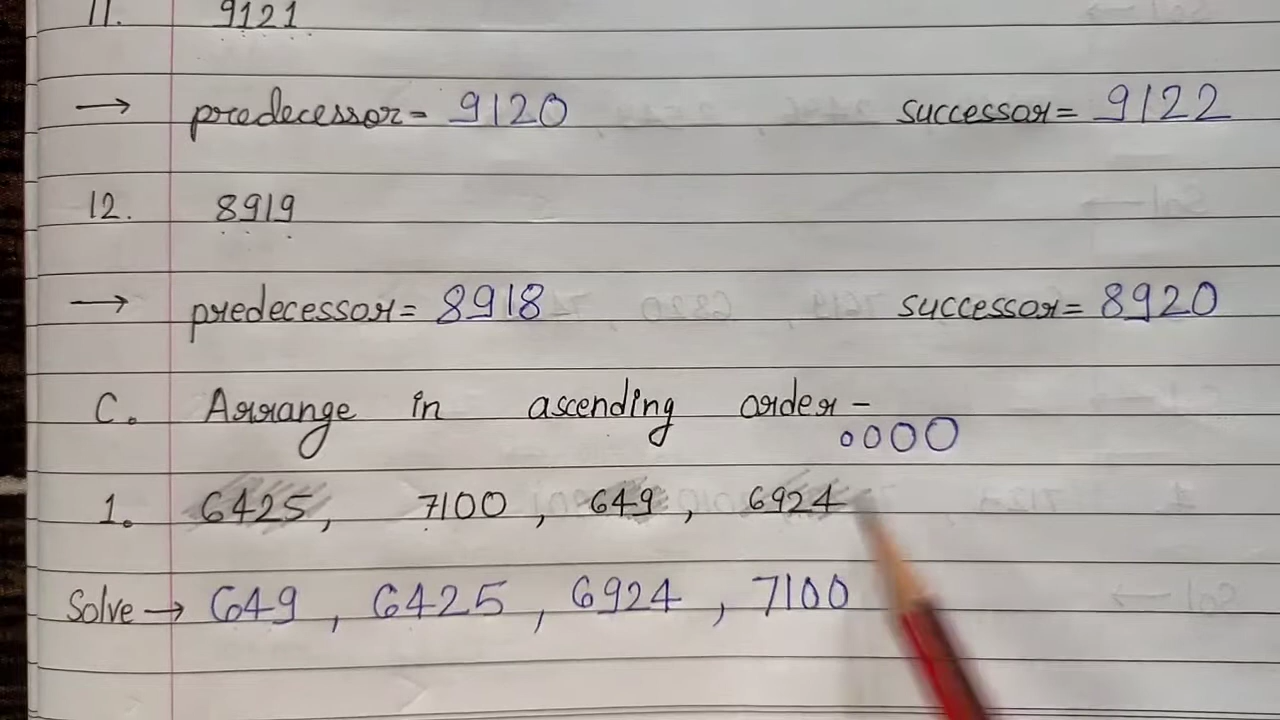 11. 9121
→ predecessor= 9120 successor= 9122
12. 8919
→ predecessor= 8918 successor= 8920
C. Arrange in ascending order-
1. 6425, 7100, 649, 6924
Solve → 649, 6425, 6924, 7100